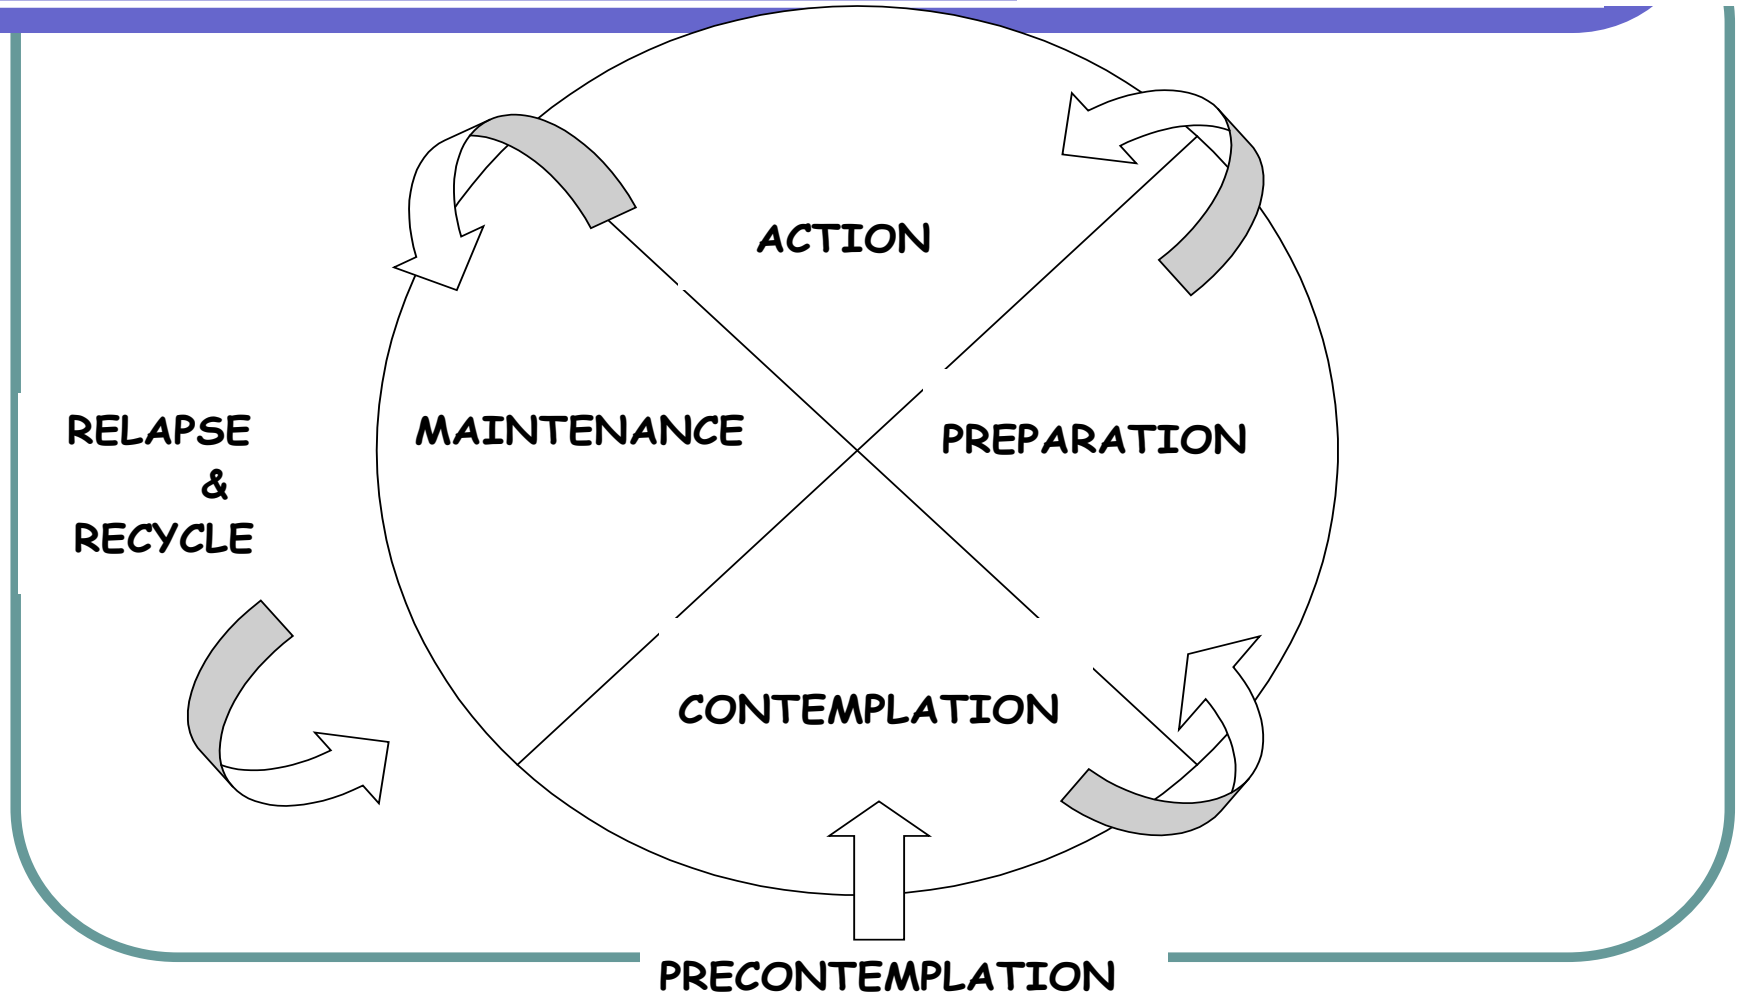 ACTION
RELAPSE
&
RECYCLE
MAINTENANCE
PREPARATION
CONTEMPLATION
PRECONTEMPLATION